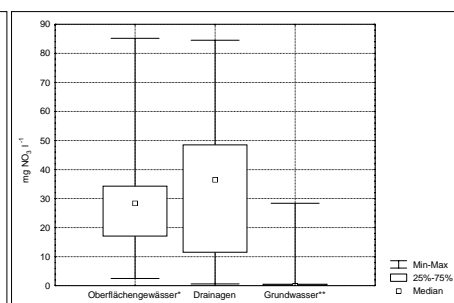 90
80
70
60
50
40
30
20
10
0
mg NO3 l-1
Oberflächengewässer* Drainagen Grundwasser**
Min-Max
25%-75%
Median